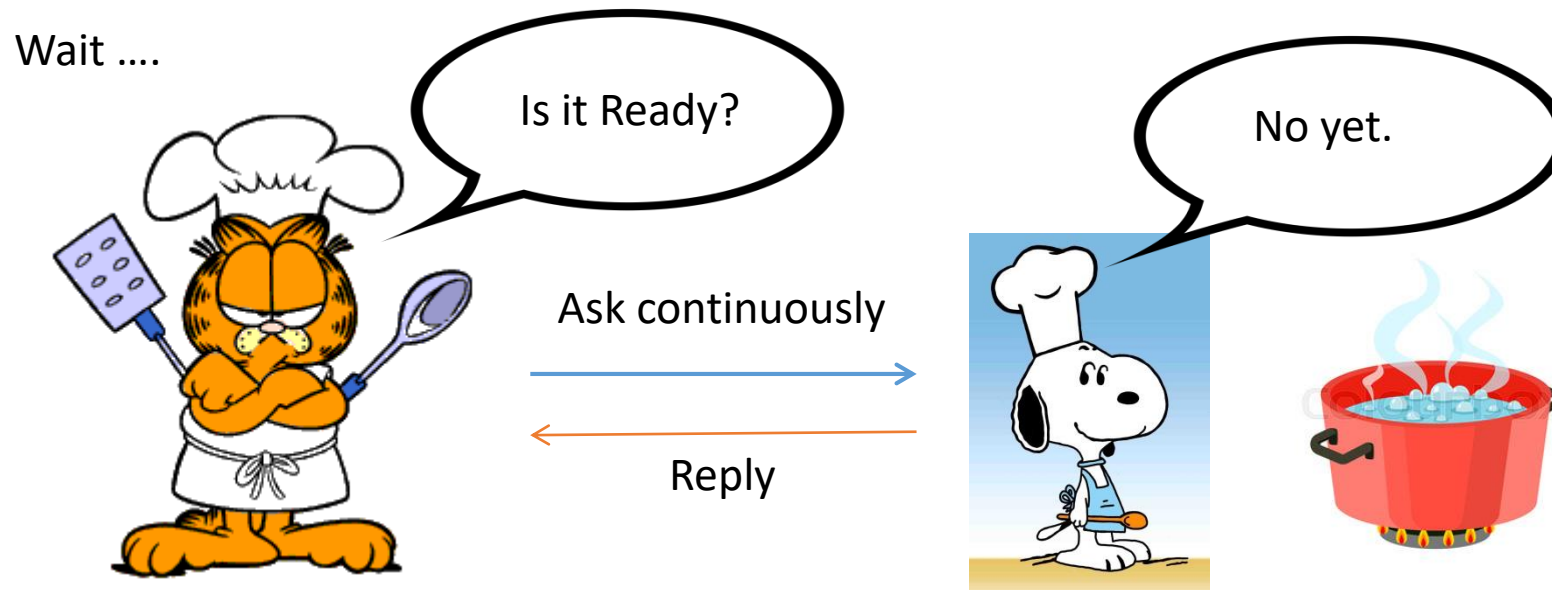 Wait ….
Is it Ready?
No yet.
Ask continuously
Reply